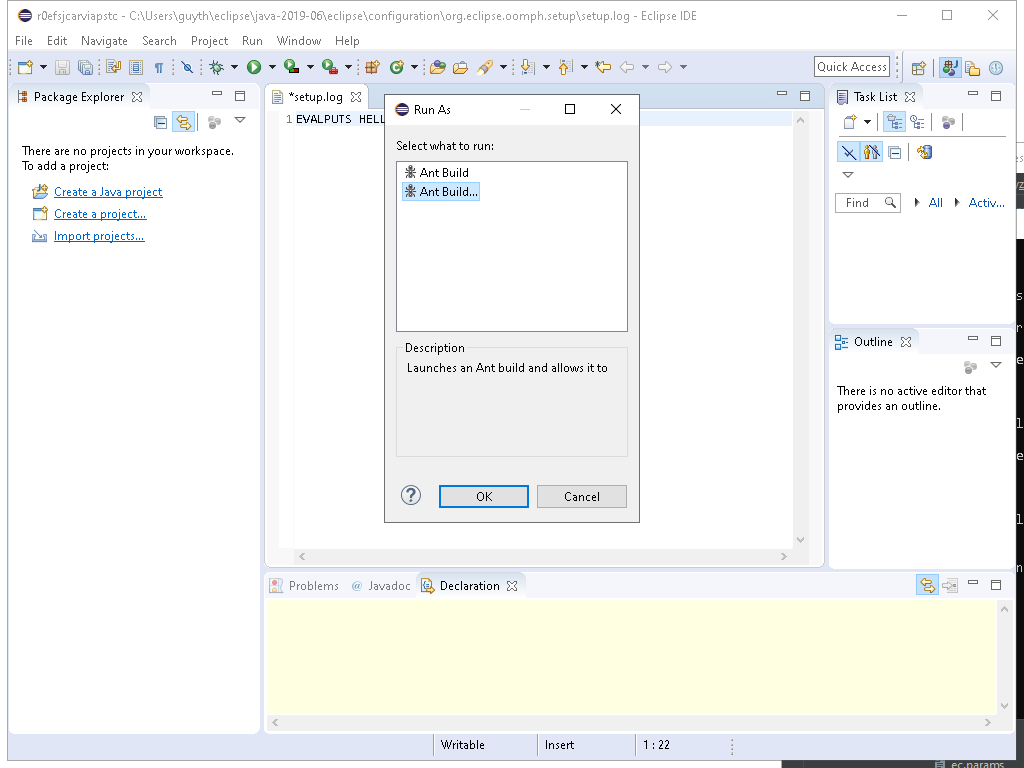 r0efsjcarviapstc - C:\Users\guyth\eclipse\java-2019-06\eclipse\configuration\org.eclipse.oomph.setup\setup.log - Eclipse IDE
File Edit Navigate Search Project Run Window Help
Quick Access
Package Explorer
There are no projects in your workspace.
To add a project:
Create a Java project
Create a project...
Import projects...
*setup.log
1 EVALPUTS HELL
Run As
Select what to run:
Ant Build
Ant Build...
Description
Launches an Ant build and allows it to
OK
Cancel
Task List
Find
All
Activ...
Outline
There is no active editor that
provides an outline.
Problems @ Javadoc Declaration
Writable
Insert
1 : 22
ec.params